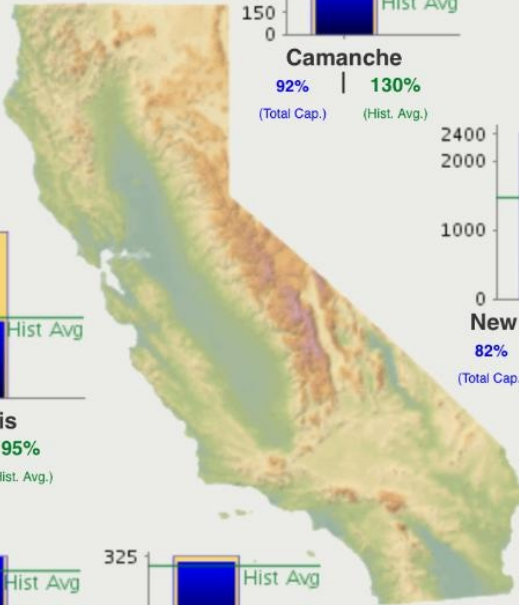 150
Hist Avg
0
Camanche
92% | 130%
(Total Cap.) (Hist. Avg.)
2400
2000
1000
0
New
82%
(Total Cap.
Hist Avg
is
95%
ist. Avg.)
325
Hist Avg
Hist Avg